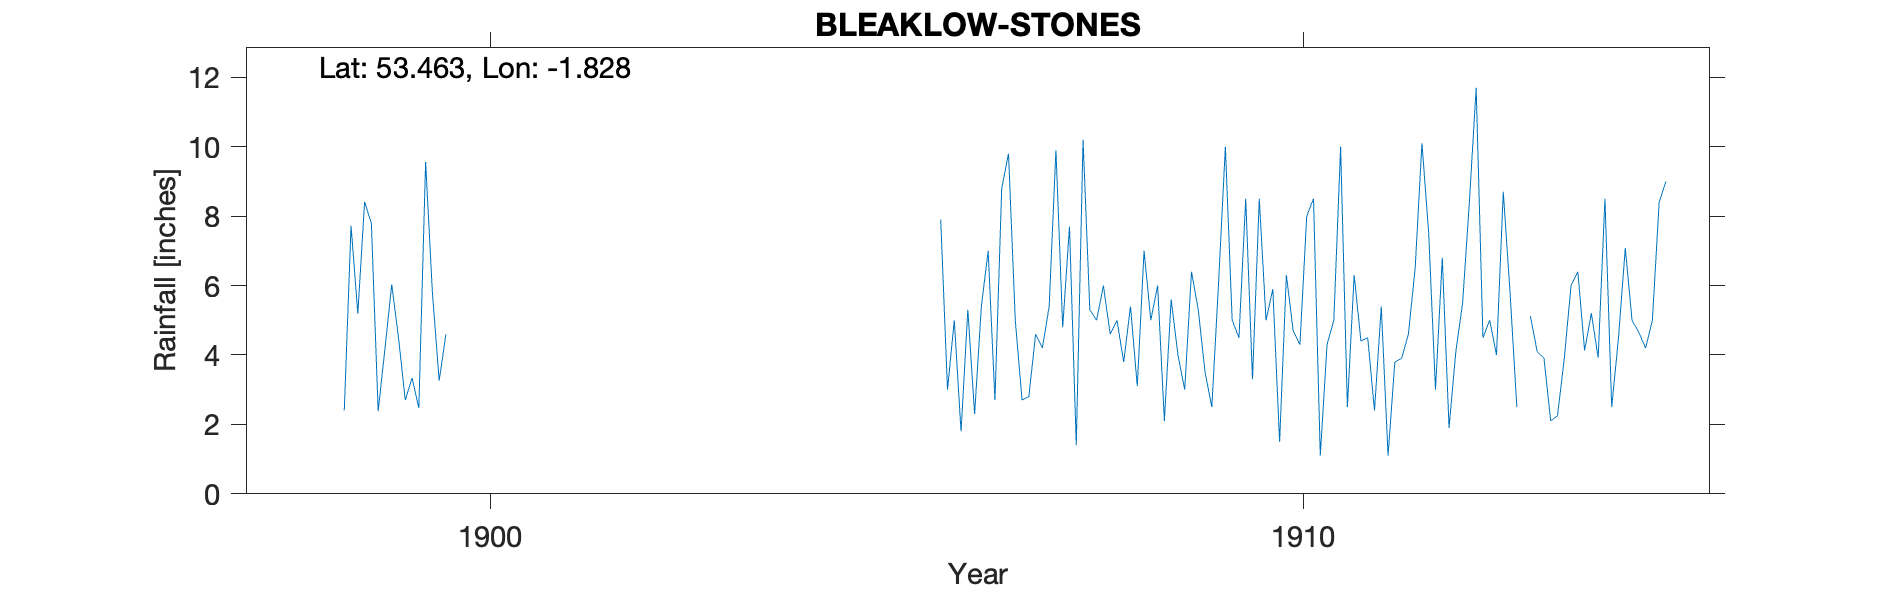 BLEAKLOW-STONES
Lat: 53.463, Lon: -1.828
12
10
8
6
4
2
0
Rainfall [inches]
1900 1910
Year